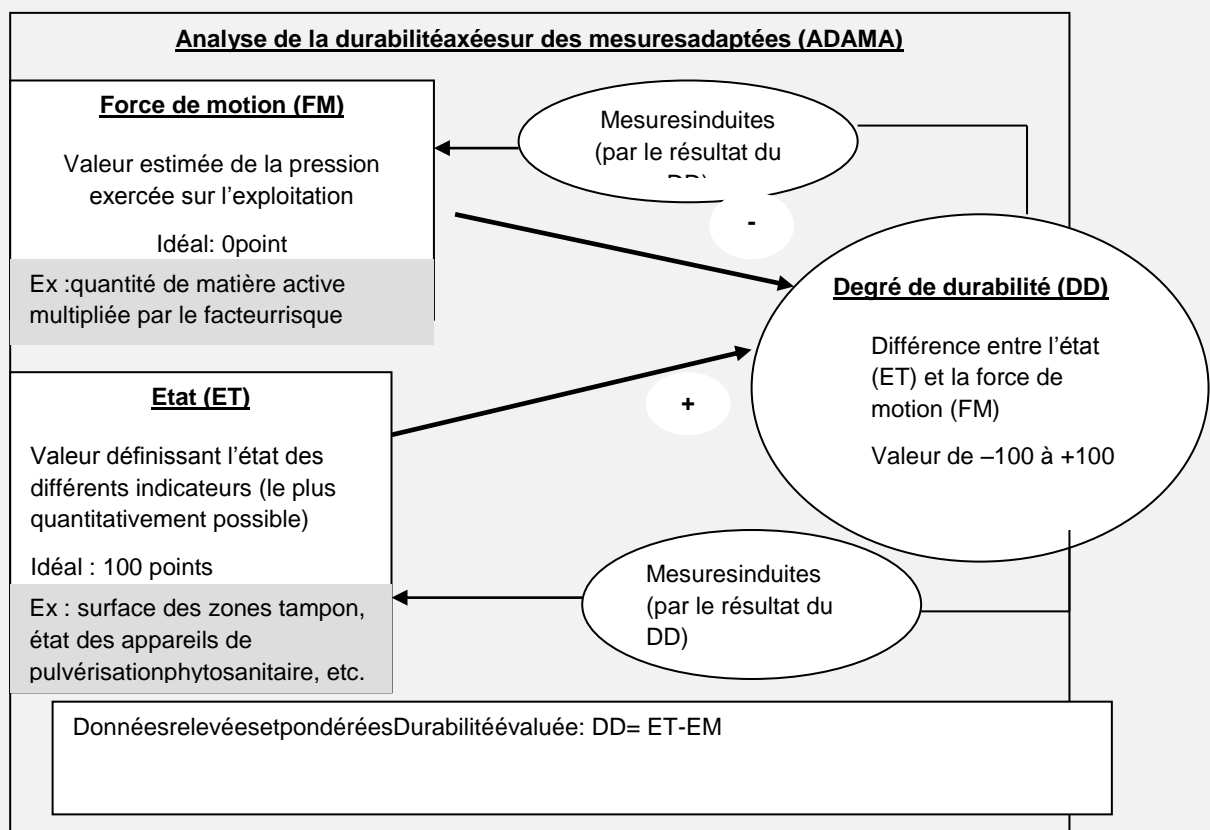 Analyse de la durabilitéaxéesur des mesuresadaptées (ADAMA)
Force de motion (FM)
Valeur estimée de la pression
exercée sur l’exploitation
Idéal: 0point
Ex :quantité de matière active
multipliée par le facteurrisque
Mesuresinduites
(par le résultat du
DD)
-
Degré de durabilité (DD)
Différence entre l’état
(ET) et la force de
motion (FM)
Valeur de –100 à +100
Etat (ET)
Valeur définissant l’état des
différents indicateurs (le plus
quantitativement possible)
Idéal : 100 points
Ex : surface des zones tampon,
état des appareils de
pulvérisationphytosanitaire, etc.
+
Mesuresinduites
(par le résultat du
DD)
DonnéesrelevéesetpondéréesDurabilitéévaluée: DD= ET-EM